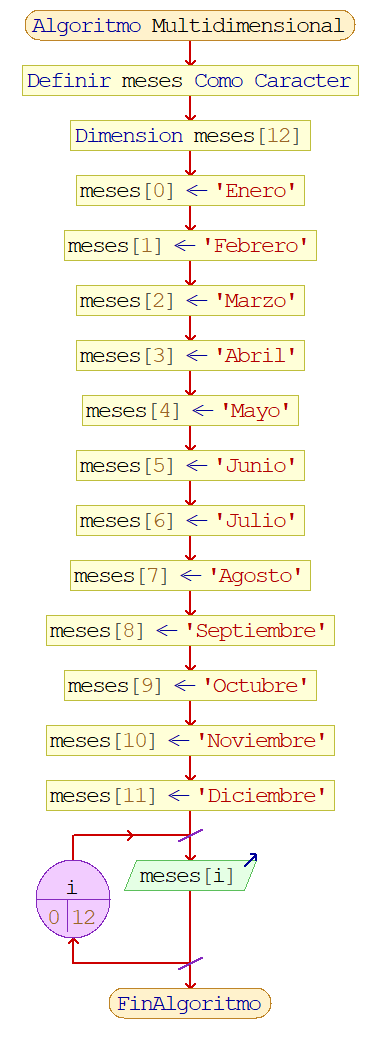 Algoritmo Multidimensional
Definir meses Como Caracter
Dimension meses[12]
meses[0] ← 'Enero'
meses[1] ← 'Febrero'
meses[2] ← 'Marzo'
meses[3] ← 'Abril'
meses[4] ← 'Mayo'
meses[5] ← 'Junio'
meses[6] ← 'Julio'
meses[7] ← 'Agosto'
meses[8] ← 'Septiembre'
meses[9] ← 'Octubre'
meses[10] ← 'Noviembre'
meses[11] ← 'Diciembre'
meses[i]
i
0 12
FinAlgoritmo